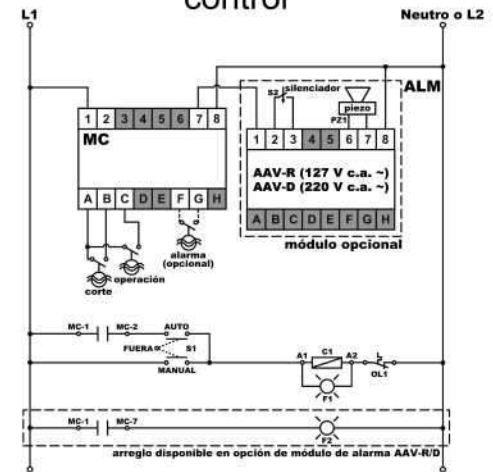 control
L1
Neutro o L2
ALM
S2 silenciador
piezo
PZ1
1 2 3 4 5 6 7 8
MC
1 2 3 4 5 6 7 8
AAV-R (127 V c.a. ~)
AAV-D (220 V c.a. ~)
A B C D E F G H
A B C D E F G H
módulo opcional
alarma
(opcional)
operación
corte
MC-1 MC-2 AUTO
FUERA S1
MANUAL
A1 C1 A2
OL1
F1
MC-1 MC-7
F2
arreglo disponible en opción de módulo de alarma AAV-R/D